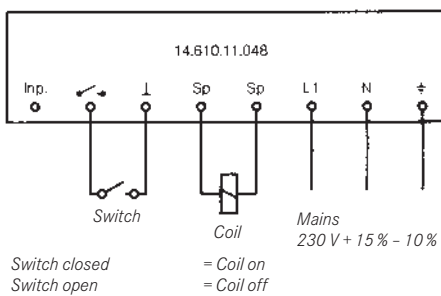 14.610.11.048
Inp. ⊥ Sp Sp L1 N ⏚
Switch
Coil
Mains
230 V + 15 % – 10 %
Switch closed = Coil on
Switch open = Coil off